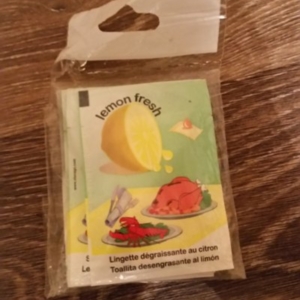 lemon fresh
Lingette dégraissante au citron
Toallita desengrasante al limón